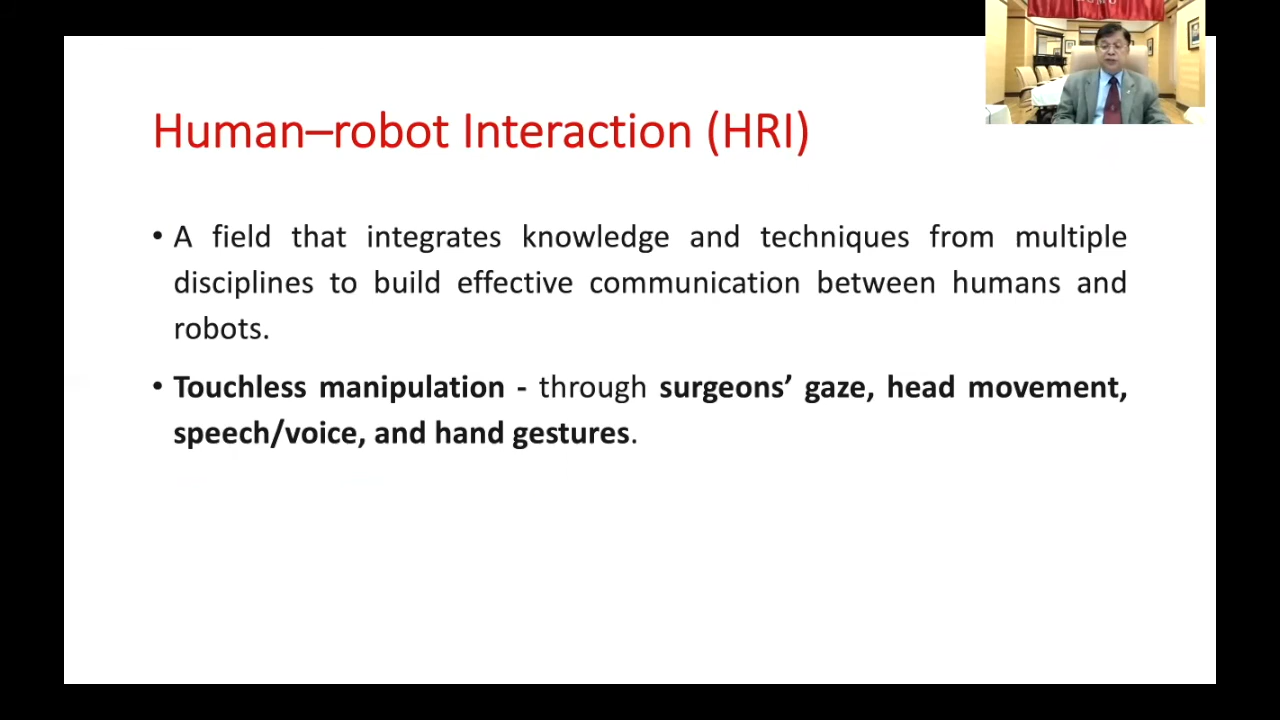 Human–robot Interaction (HRI)
• A field that integrates knowledge and techniques from multiple
disciplines to build effective communication between humans and
robots.
• Touchless manipulation - through surgeons’ gaze, head movement,
speech/voice, and hand gestures.